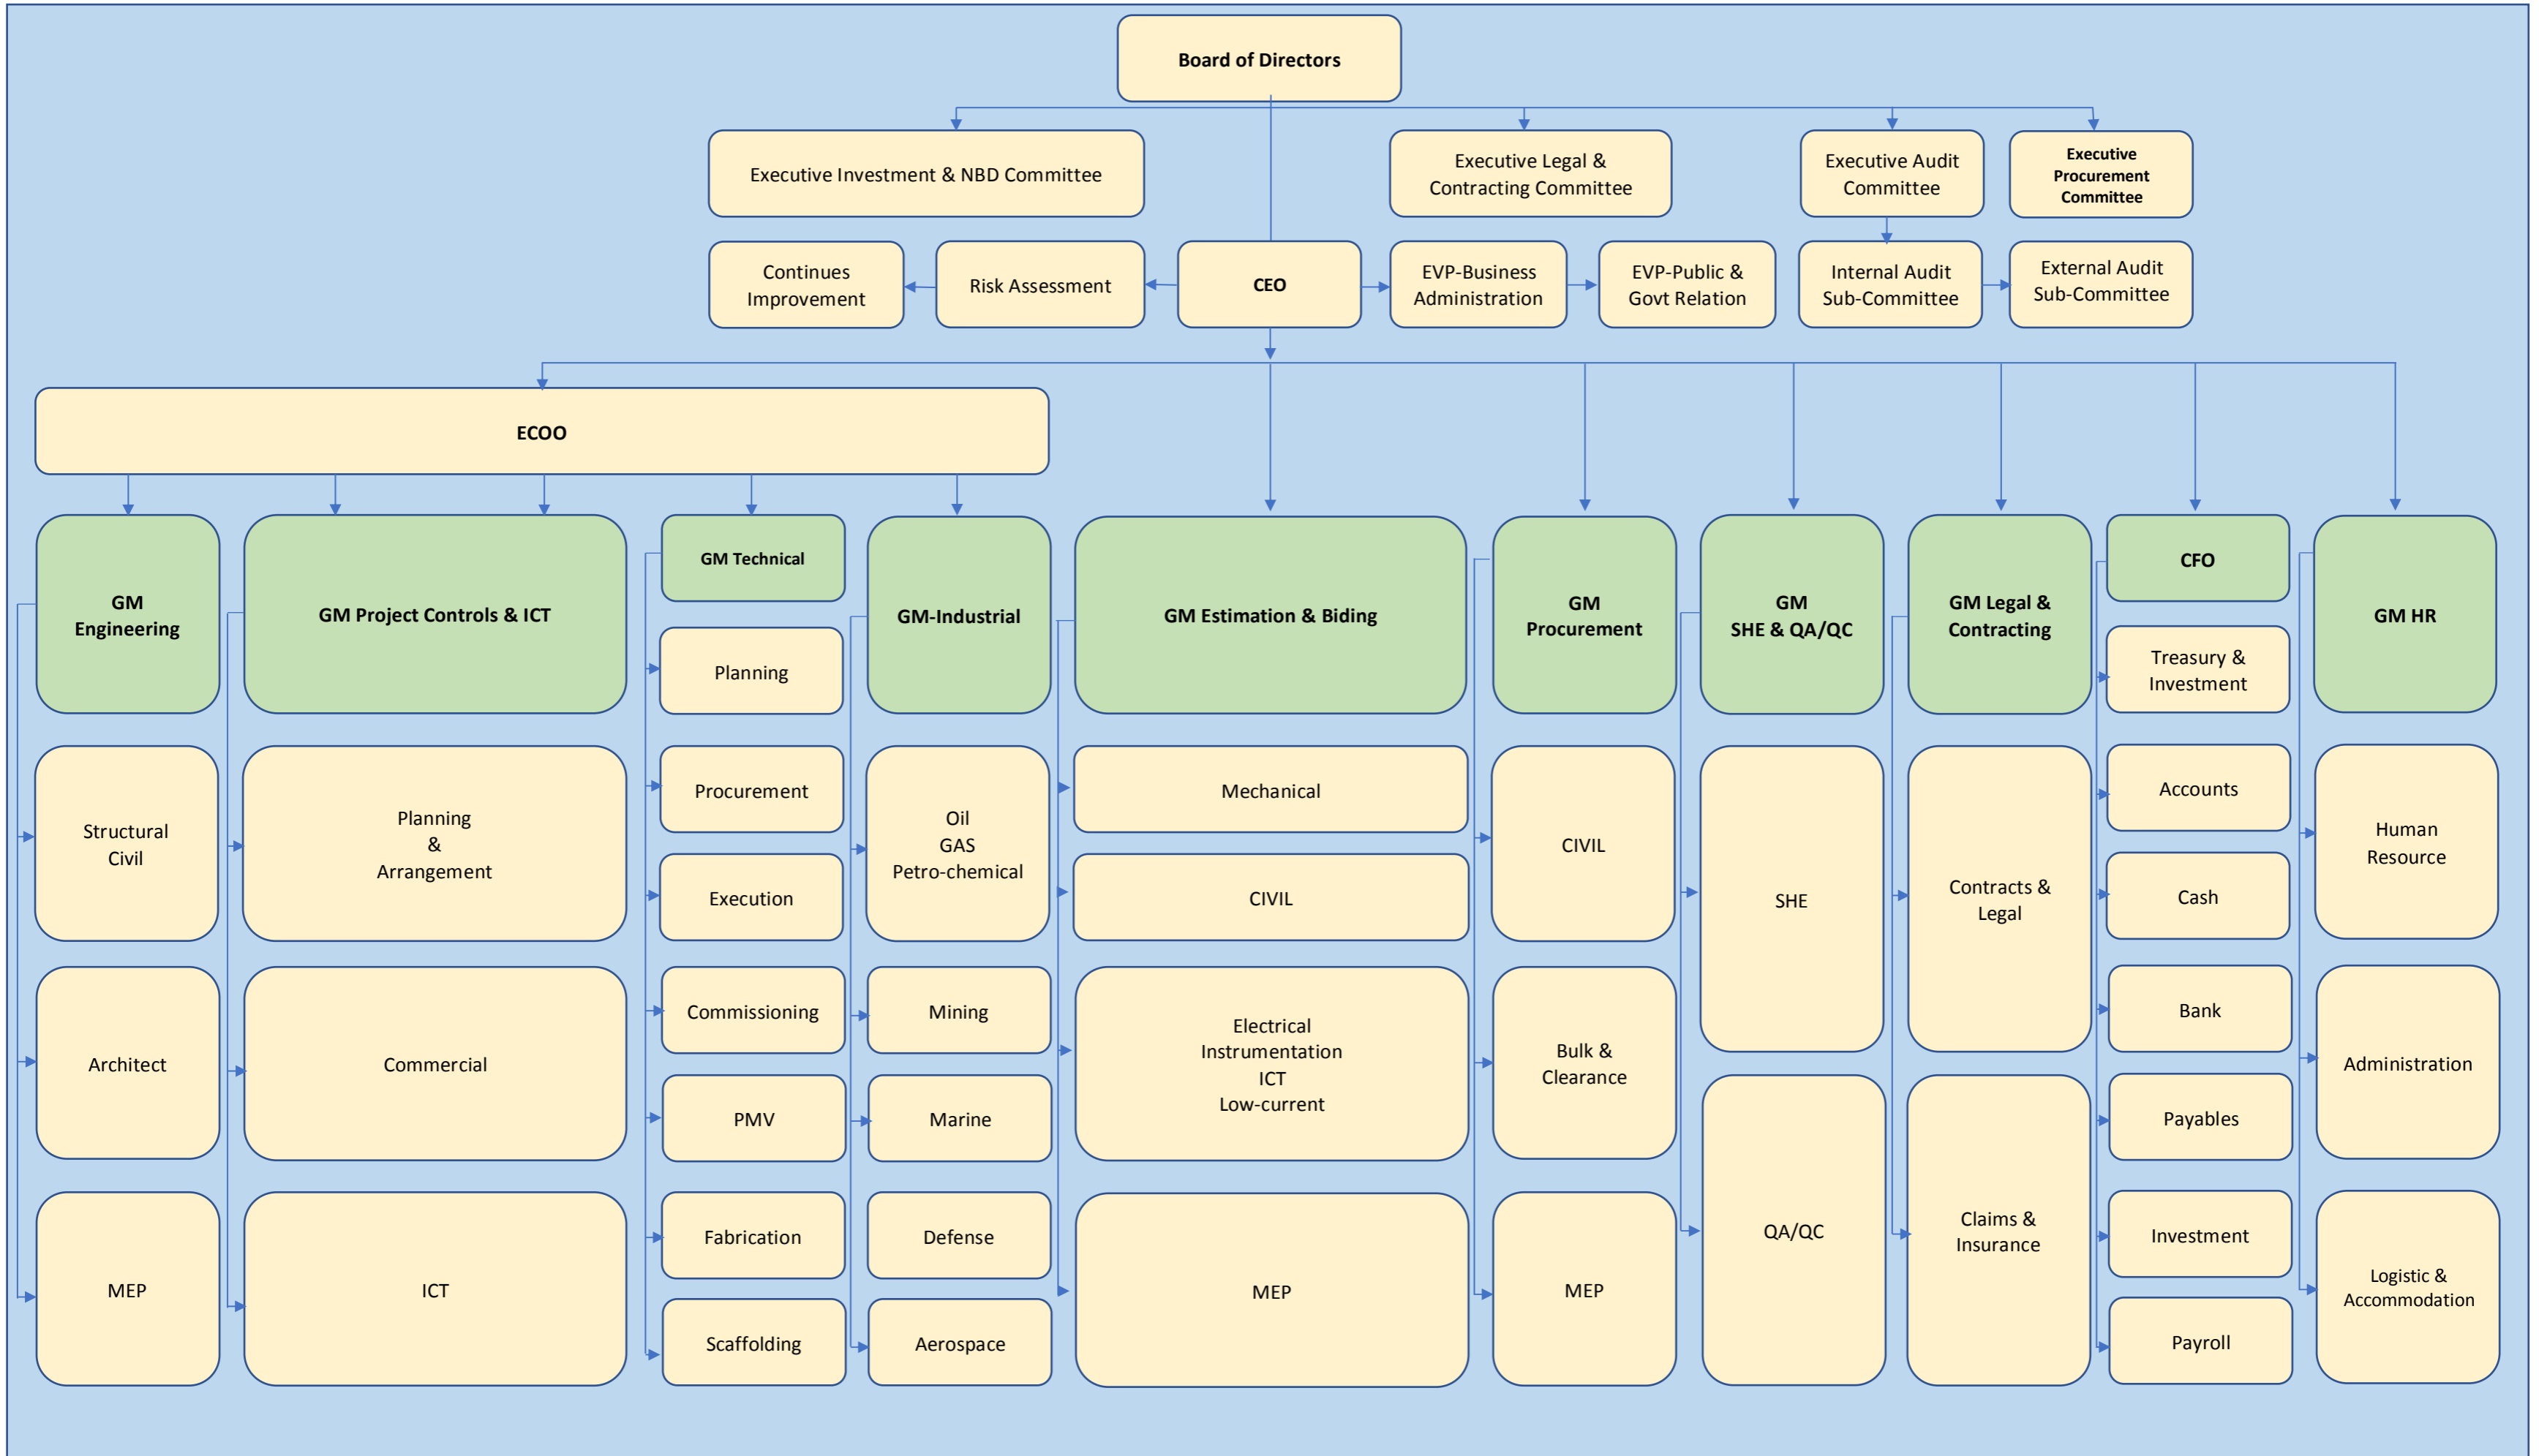 Board of Directors
Executive Investment & NBD Committee
Executive Legal &
Contracting Committee
Executive Audit
Committee
Executive
Procurement
Committee
Continues
Improvement
Risk Assessment
CEO
EVP-Business
Administration
EVP-Public &
Govt Relation
Internal Audit
Sub-Committee
External Audit
Sub-Committee
ECOO
GM
Engineering
Structural
Civil
Architect
MEP
GM Project Controls & ICT
Planning
&
Arrangement
Commercial
ICT
GM Technical
Planning
Procurement
Execution
Commissioning
PMV
Fabrication
Scaffolding
GM-Industrial
Oil
GAS
Petro-chemical
Mining
Marine
Defense
Aerospace
GM Estimation & Biding
Mechanical
CIVIL
Electrical
Instrumentation
ICT
Low-current
MEP
GM
Procurement
CIVIL
Bulk &
Clearance
MEP
GM
SHE & QA/QC
SHE
QA/QC
GM Legal &
Contracting
Contracts &
Legal
Claims &
Insurance
CFO
Treasury &
Investment
Accounts
Cash
Bank
Payables
Investment
Payroll
GM HR
Human
Resource
Administration
Logistic &
Accommodation